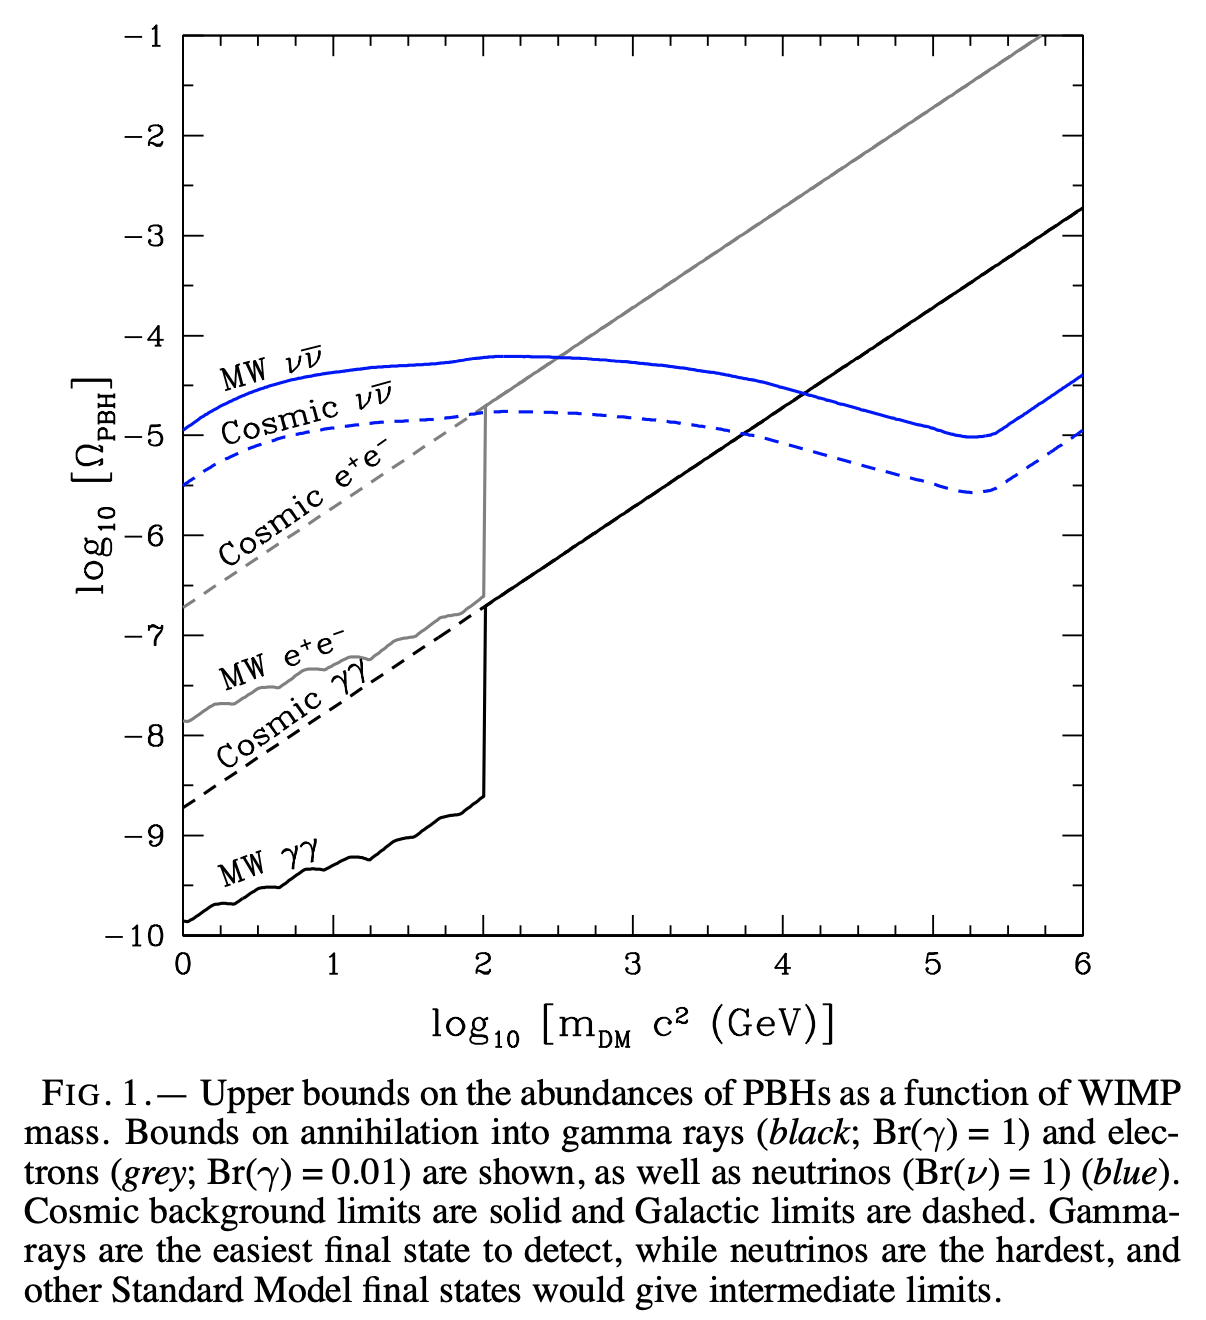 −1
−2
−3
−4
−5
−6
−7
−8
−9
−10
log₁₀ [Ω_PBH]
MW νν̅
Cosmic νν̅
Cosmic e⁺e⁻
MW e⁺e⁻
Cosmic γγ
MW γγ
0 1 2 3 4 5 6
log₁₀ [m_DM c² (GeV)]
FIG. 1.— Upper bounds on the abundances of PBHs as a function of WIMP
mass. Bounds on annihilation into gamma rays (black; Br(γ) = 1) and elec-
trons (grey; Br(γ) = 0.01) are shown, as well as neutrinos (Br(ν) = 1) (blue).
Cosmic background limits are solid and Galactic limits are dashed. Gamma-
rays are the easiest final state to detect, while neutrinos are the hardest, and
other Standard Model final states would give intermediate limits.